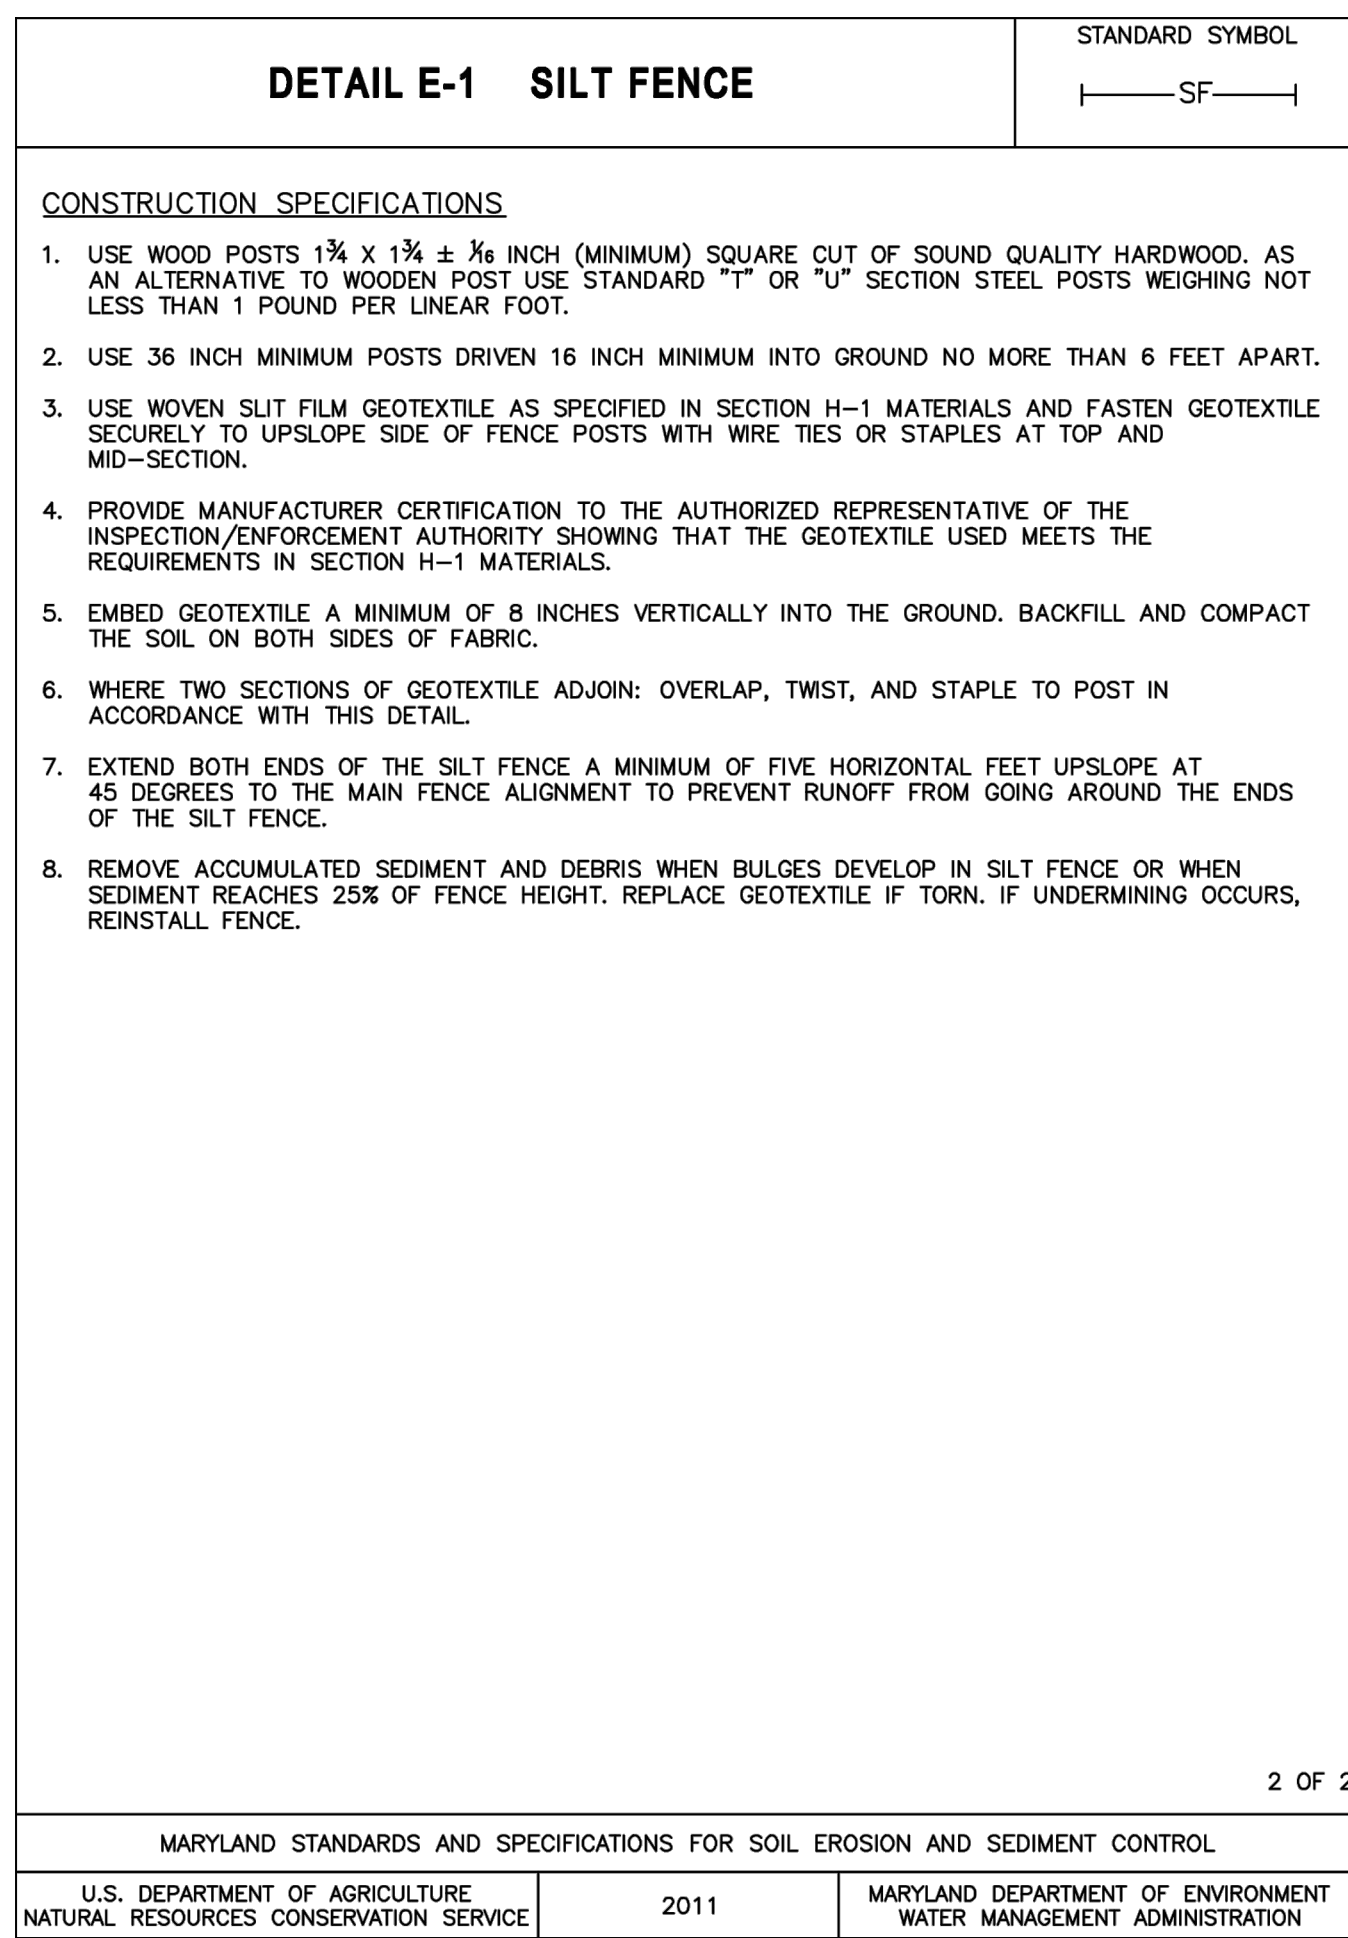 STANDARD SYMBOL
DETAIL E-1 SILT FENCE
SF
CONSTRUCTION SPECIFICATIONS
1. USE WOOD POSTS 1¾ X 1¾ ± 1⁄16 INCH (MINIMUM) SQUARE CUT OF SOUND QUALITY HARDWOOD. AS
AN ALTERNATIVE TO WOODEN POST USE STANDARD "T" OR "U" SECTION STEEL POSTS WEIGHING NOT
LESS THAN 1 POUND PER LINEAR FOOT.
2. USE 36 INCH MINIMUM POSTS DRIVEN 16 INCH MINIMUM INTO GROUND NO MORE THAN 6 FEET APART.
3. USE WOVEN SLIT FILM GEOTEXTILE AS SPECIFIED IN SECTION H-1 MATERIALS AND FASTEN GEOTEXTILE
SECURELY TO UPSLOPE SIDE OF FENCE POSTS WITH WIRE TIES OR STAPLES AT TOP AND
MID-SECTION.
4. PROVIDE MANUFACTURER CERTIFICATION TO THE AUTHORIZED REPRESENTATIVE OF THE
INSPECTION/ENFORCEMENT AUTHORITY SHOWING THAT THE GEOTEXTILE USED MEETS THE
REQUIREMENTS IN SECTION H-1 MATERIALS.
5. EMBED GEOTEXTILE A MINIMUM OF 8 INCHES VERTICALLY INTO THE GROUND. BACKFILL AND COMPACT
THE SOIL ON BOTH SIDES OF FABRIC.
6. WHERE TWO SECTIONS OF GEOTEXTILE ADJOIN: OVERLAP, TWIST, AND STAPLE TO POST IN
ACCORDANCE WITH THIS DETAIL.
7. EXTEND BOTH ENDS OF THE SILT FENCE A MINIMUM OF FIVE HORIZONTAL FEET UPSLOPE AT
45 DEGREES TO THE MAIN FENCE ALIGNMENT TO PREVENT RUNOFF FROM GOING AROUND THE ENDS
OF THE SILT FENCE.
8. REMOVE ACCUMULATED SEDIMENT AND DEBRIS WHEN BULGES DEVELOP IN SILT FENCE OR WHEN
SEDIMENT REACHES 25% OF FENCE HEIGHT. REPLACE GEOTEXTILE IF TORN. IF UNDERMINING OCCURS,
REINSTALL FENCE.
2 OF 2
MARYLAND STANDARDS AND SPECIFICATIONS FOR SOIL EROSION AND SEDIMENT CONTROL
U.S. DEPARTMENT OF AGRICULTURE
NATURAL RESOURCES CONSERVATION SERVICE
2011
MARYLAND DEPARTMENT OF ENVIRONMENT
WATER MANAGEMENT ADMINISTRATION